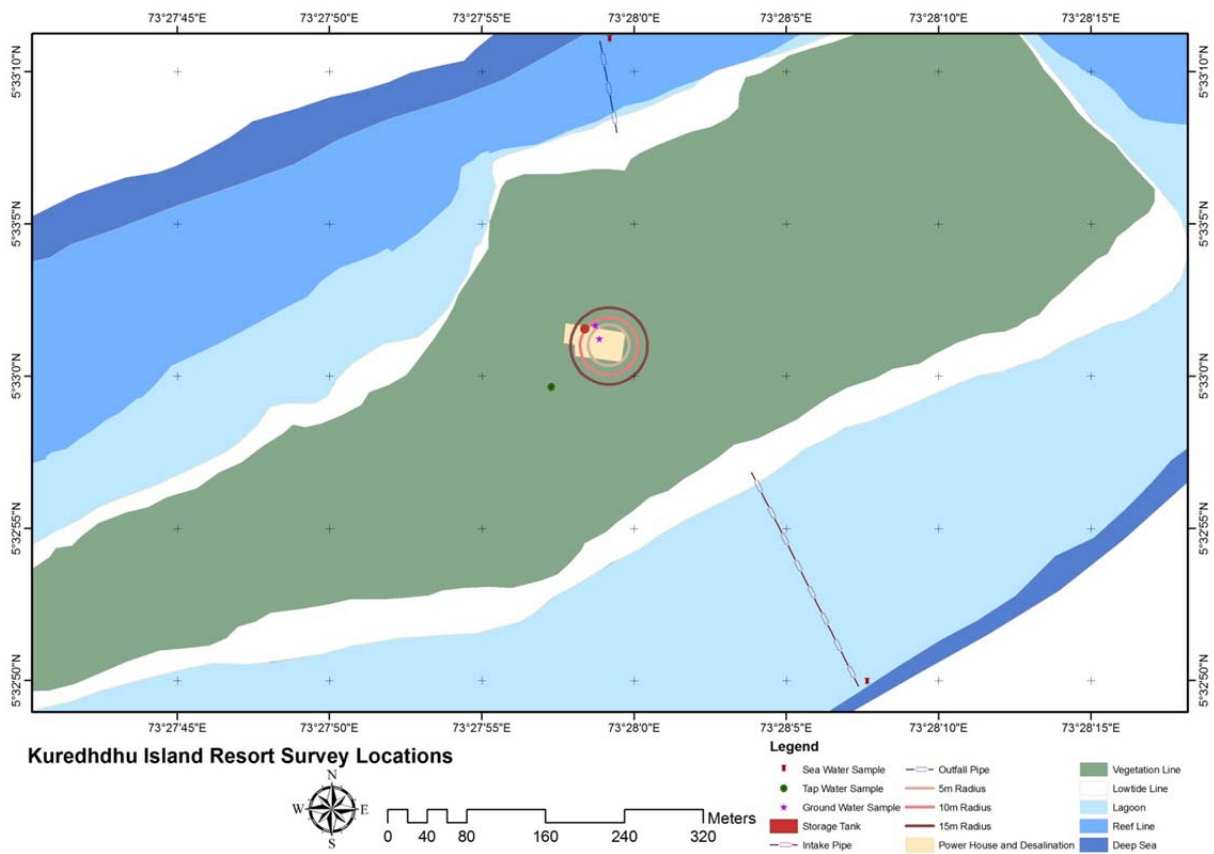 73°27'45"E 73°27'50"E 73°27'55"E 73°28'0"E 73°28'5"E 73°28'10"E 73°28'15"E
5°33'10"N 5°33'10"N
5°33'5"N 5°33'5"N
5°33'0"N 5°33'0"N
5°32'55"N 5°32'55"N
5°32'50"N 5°32'50"N
73°27'45"E 73°27'50"E 73°27'55"E 73°28'0"E 73°28'5"E 73°28'10"E 73°28'15"E
Kuredhdhu Island Resort Survey Locations
N
W E
S
Meters
0 20 40 80 160 240 320
Legend
Sea Water Sample
Tap Water Sample
Ground Water Sample
Storage Tank
Intake Pipe
Outfall Pipe
5m Radius
10m Radius
15m Radius
Power House and Desalination
Vegetation Line
Lowtide Line
Lagoon
Reef Line
Deep Sea